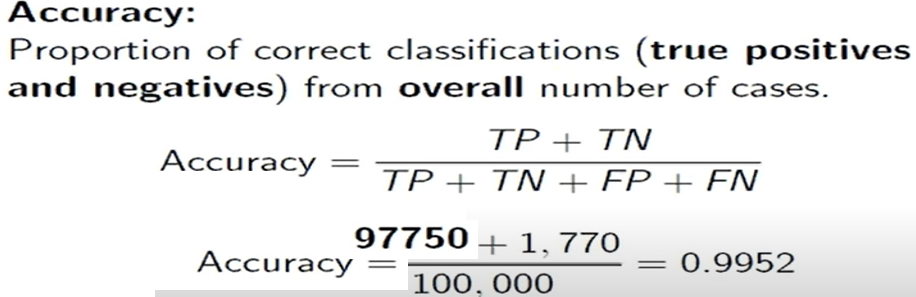 Accuracy:
Proportion of correct classifications (true positives
and negatives) from overall number of cases.
TP + TN
Accuracy =
TP + TN + FP + FN
97750 + 1, 770
Accuracy = = 0.9952
100, 000